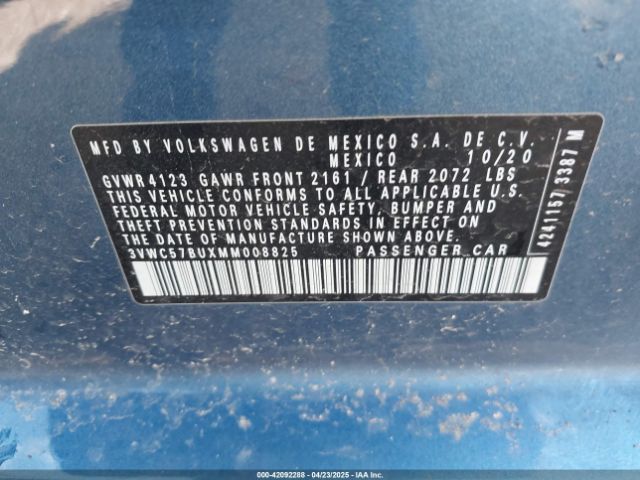 MFD BY VOLKSWAGEN DE MEXICO S.A. DE C.V.
MEXICO 10/20
GVWR 4123 GAWR FRONT 2161 / REAR 2072 LBS
THIS VEHICLE CONFORMS TO ALL APPLICABLE U.S.
FEDERAL MOTOR VEHICLE SAFETY, BUMPER AND
THEFT PREVENTION STANDARDS IN EFFECT ON
THE DATE OF MANUFACTURE SHOWN ABOVE.
3VWC57BUXMM008825 PASSENGER CAR
4241157 3387 M
000-42092288 - 04/23/2025 - IAA Inc.